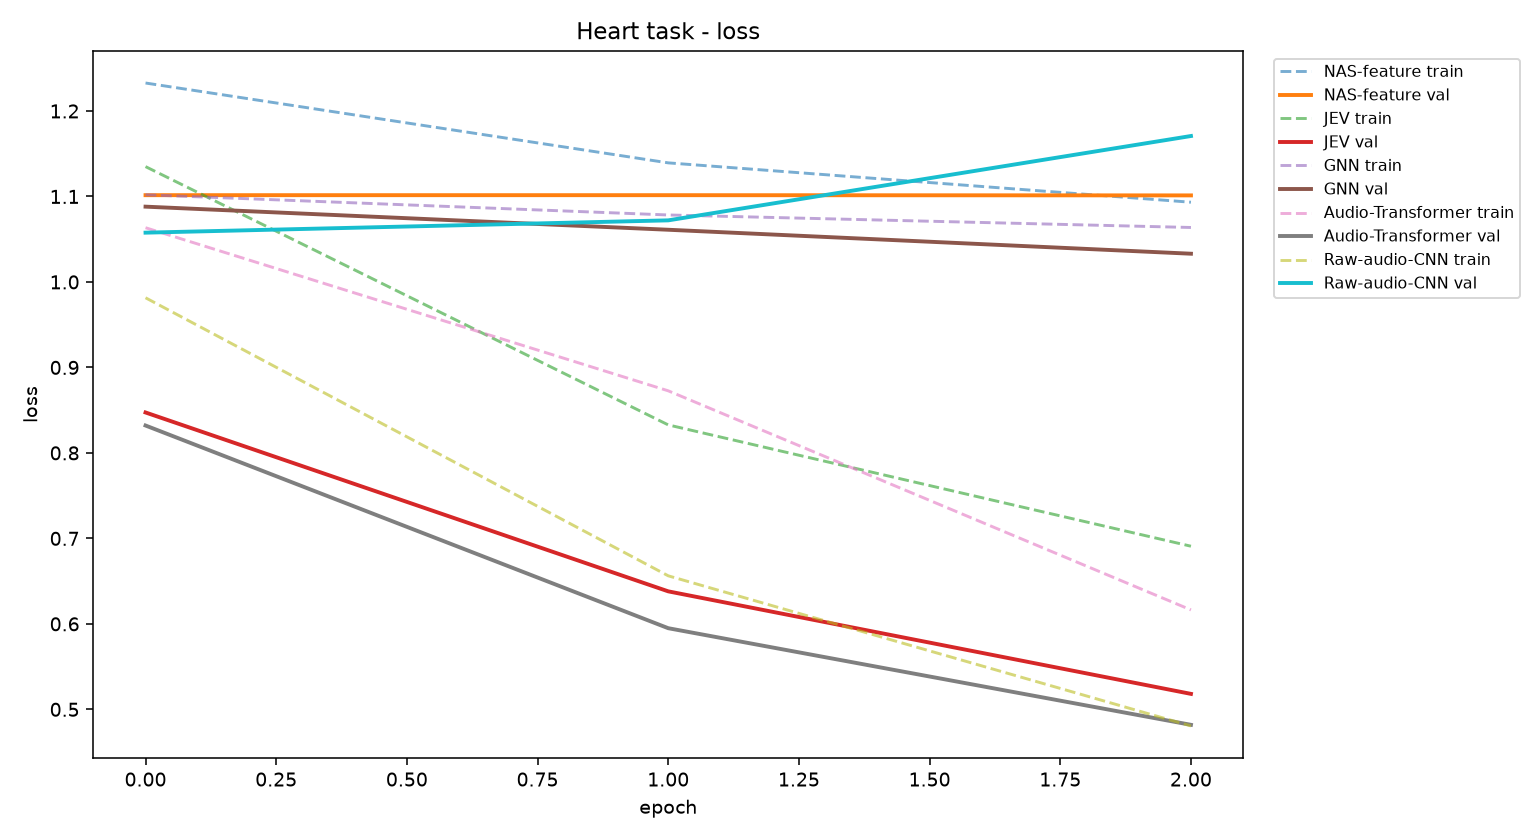 Heart task - loss
NAS-feature train
NAS-feature val
JEV train
JEV val
GNN train
GNN val
Audio-Transformer train
Audio-Transformer val
Raw-audio-CNN train
Raw-audio-CNN val
loss
1.2
1.1
1.0
0.9
0.8
0.7
0.6
0.5
0.00 0.25 0.50 0.75 1.00 1.25 1.50 1.75 2.00
epoch